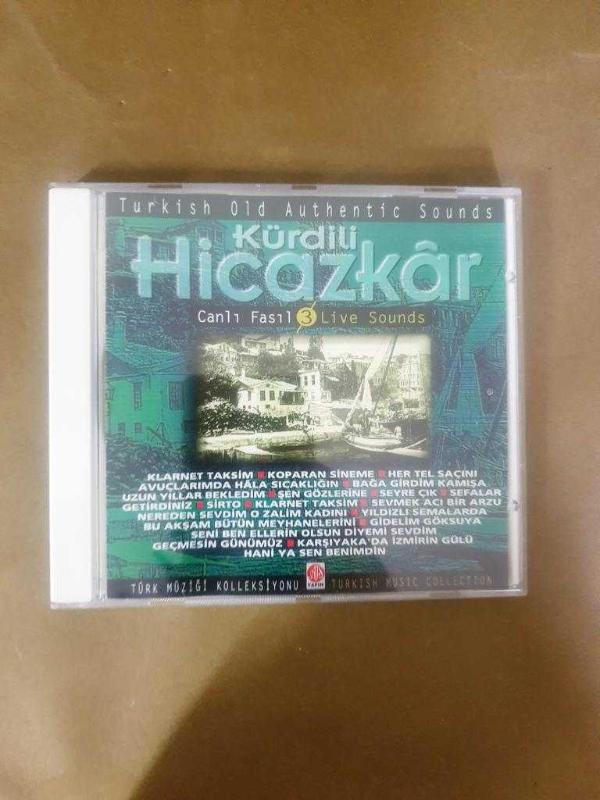 Turkish Old Authentic Sounds
Kürdili
Hicazkâr
Canlı Fasıl 3 Live Sounds
KLARNET TAKSİM ■ KOPARAN SİNEME ■ HER TEL SAÇINI
AVUÇLARIMDA HÂLA SICAKLIĞIN ■ BAĞA GİRDİM KAMIŞA
UZUN YILLAR BEKLEDİM ■ ŞEN GÖZLERİNE ■ SEYRE ÇIK ■ SEFALAR
GETİRDİNİZ ■ SİRTO ■ KLARNET TAKSİM ■ SEVMEK ACI BİR ARZU
NEREDEN SEVDİM O ZALİM KADINI ■ YILDIZLI SEMALARDA
BU AKŞAM BÜTÜN MEYHANELERİNİ ■ GİDELİM GÖKSUYA
SENİ BEN ELLERİN OLSUN DİYEMİ SEVDİM
GEÇMESİN GÜNÜMÜZ ■ KARŞIYAKA'DA İZMİRİN GÜLÜ
HANİ YA SEN BENİMDİN
TÜRK MÜZİĞİ KOLLEKSİYONU YAPIM TURKISH MUSIC COLLECTION